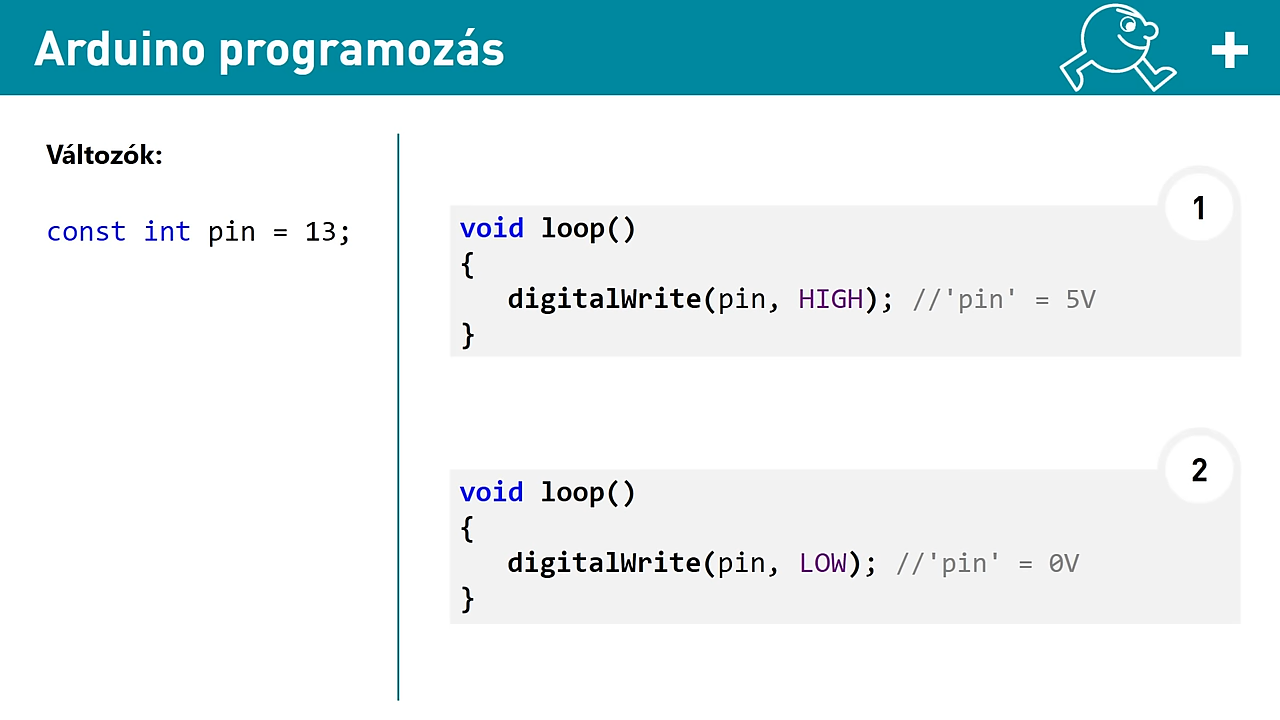 Arduino programozás
Változók:
const int pin = 13;
1
void loop()
{
digitalWrite(pin, HIGH); //'pin' = 5V
}
2
void loop()
{
digitalWrite(pin, LOW); //'pin' = 0V
}